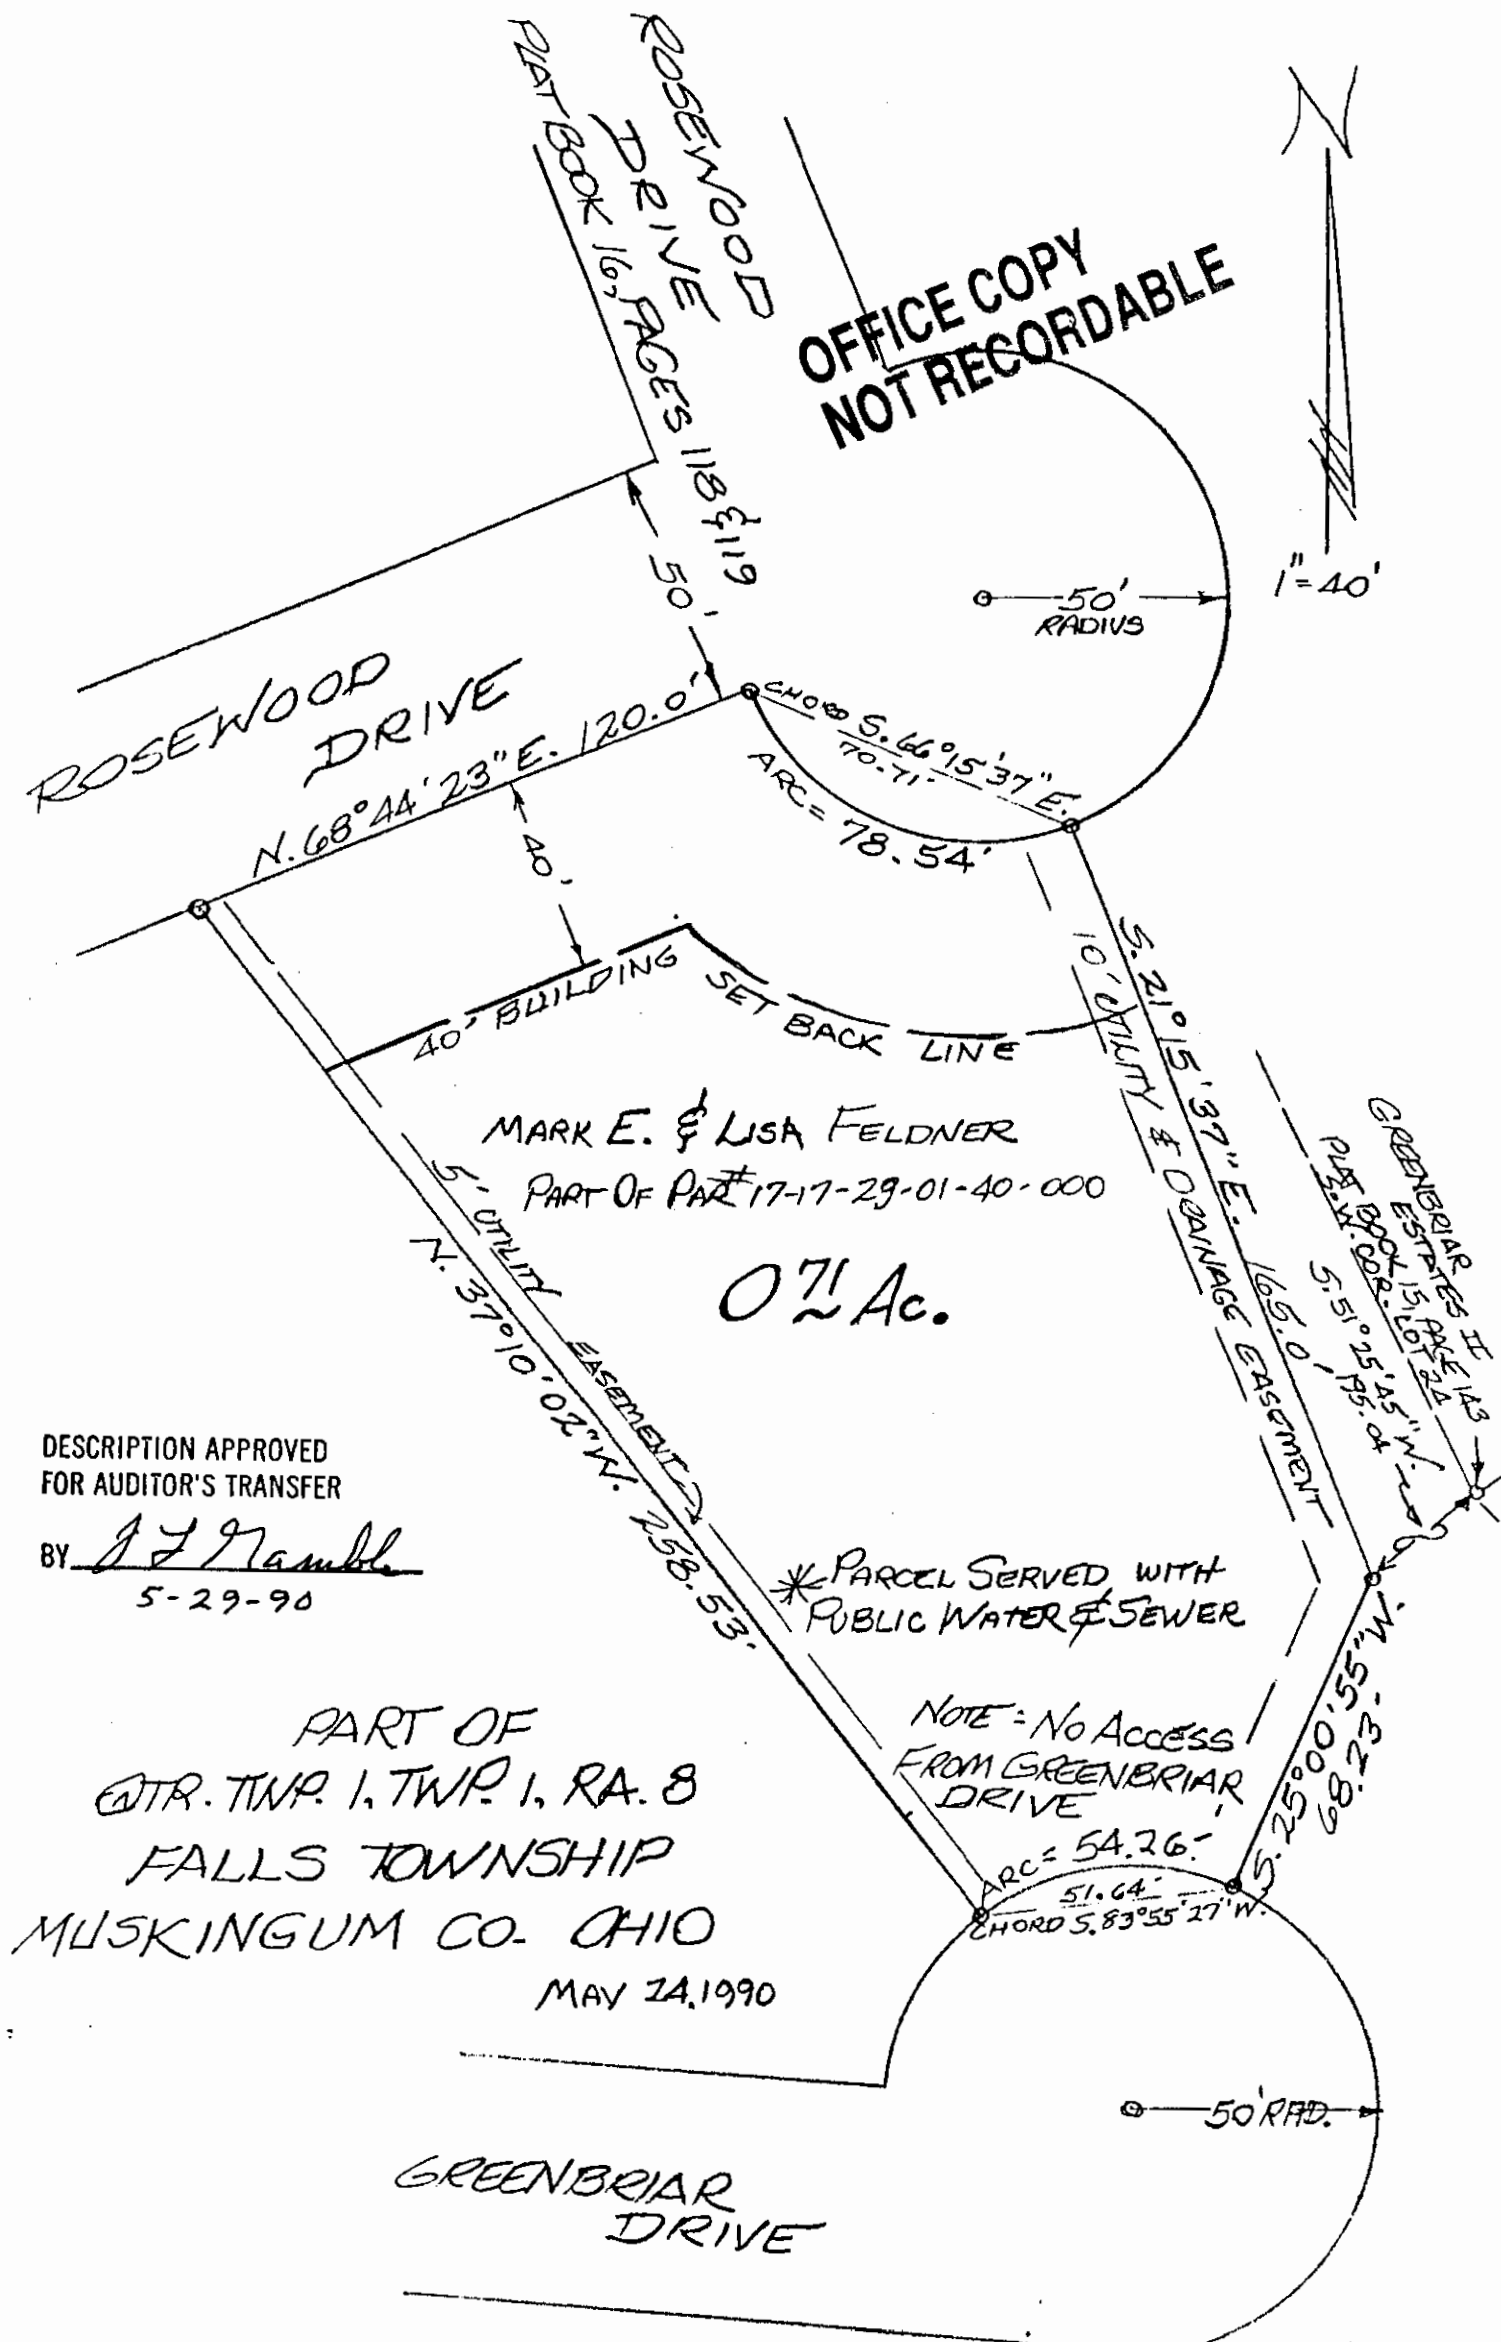 ROSEWOOD
DRIVE
PLAT BOOK 16, PAGES 118 & 119
N
OFFICE COPY
NOT RECORDABLE
1" = 40'
50'
50'
RADIUS
ROSEWOOD
DRIVE
N. 68° 44' 23" E. 120.0'
CHORD S. 66° 15' 37" E.
70.71'
ARC = 78.54'
40'
40' BUILDING SET BACK LINE
S. 21° 15' 37" E. 165.0'
10' UTILITY & DRAINAGE EASEMENT
MARK E. & LISA FELDNER
PART OF PAR# 17-17-29-01-40-000
0.71 Ac.
GREENBRIAR
ESTATES II
PLAT BOOK 15, PAGE 143
S.W. COR. LOT 24
S. 51° 25' 45" W.
195.04
5' UTILITY EASEMENT
N. 37° 10' 02" W. 258.53'
DESCRIPTION APPROVED
FOR AUDITOR'S TRANSFER
BY
5-29-90
* PARCEL SERVED WITH
PUBLIC WATER & SEWER
NOTE: NO ACCESS
FROM GREENBRIAR
DRIVE
S. 25° 00' 55" W.
68.23'
ARC = 54.26'
51.64'
CHORD S. 83° 55' 27" W.
PART OF
QTR. TWP. 1, TWP. 1, RA. 8
FALLS TOWNSHIP
MUSKINGUM CO. OHIO
MAY 24, 1990
50' RAD.
GREENBRIAR
DRIVE